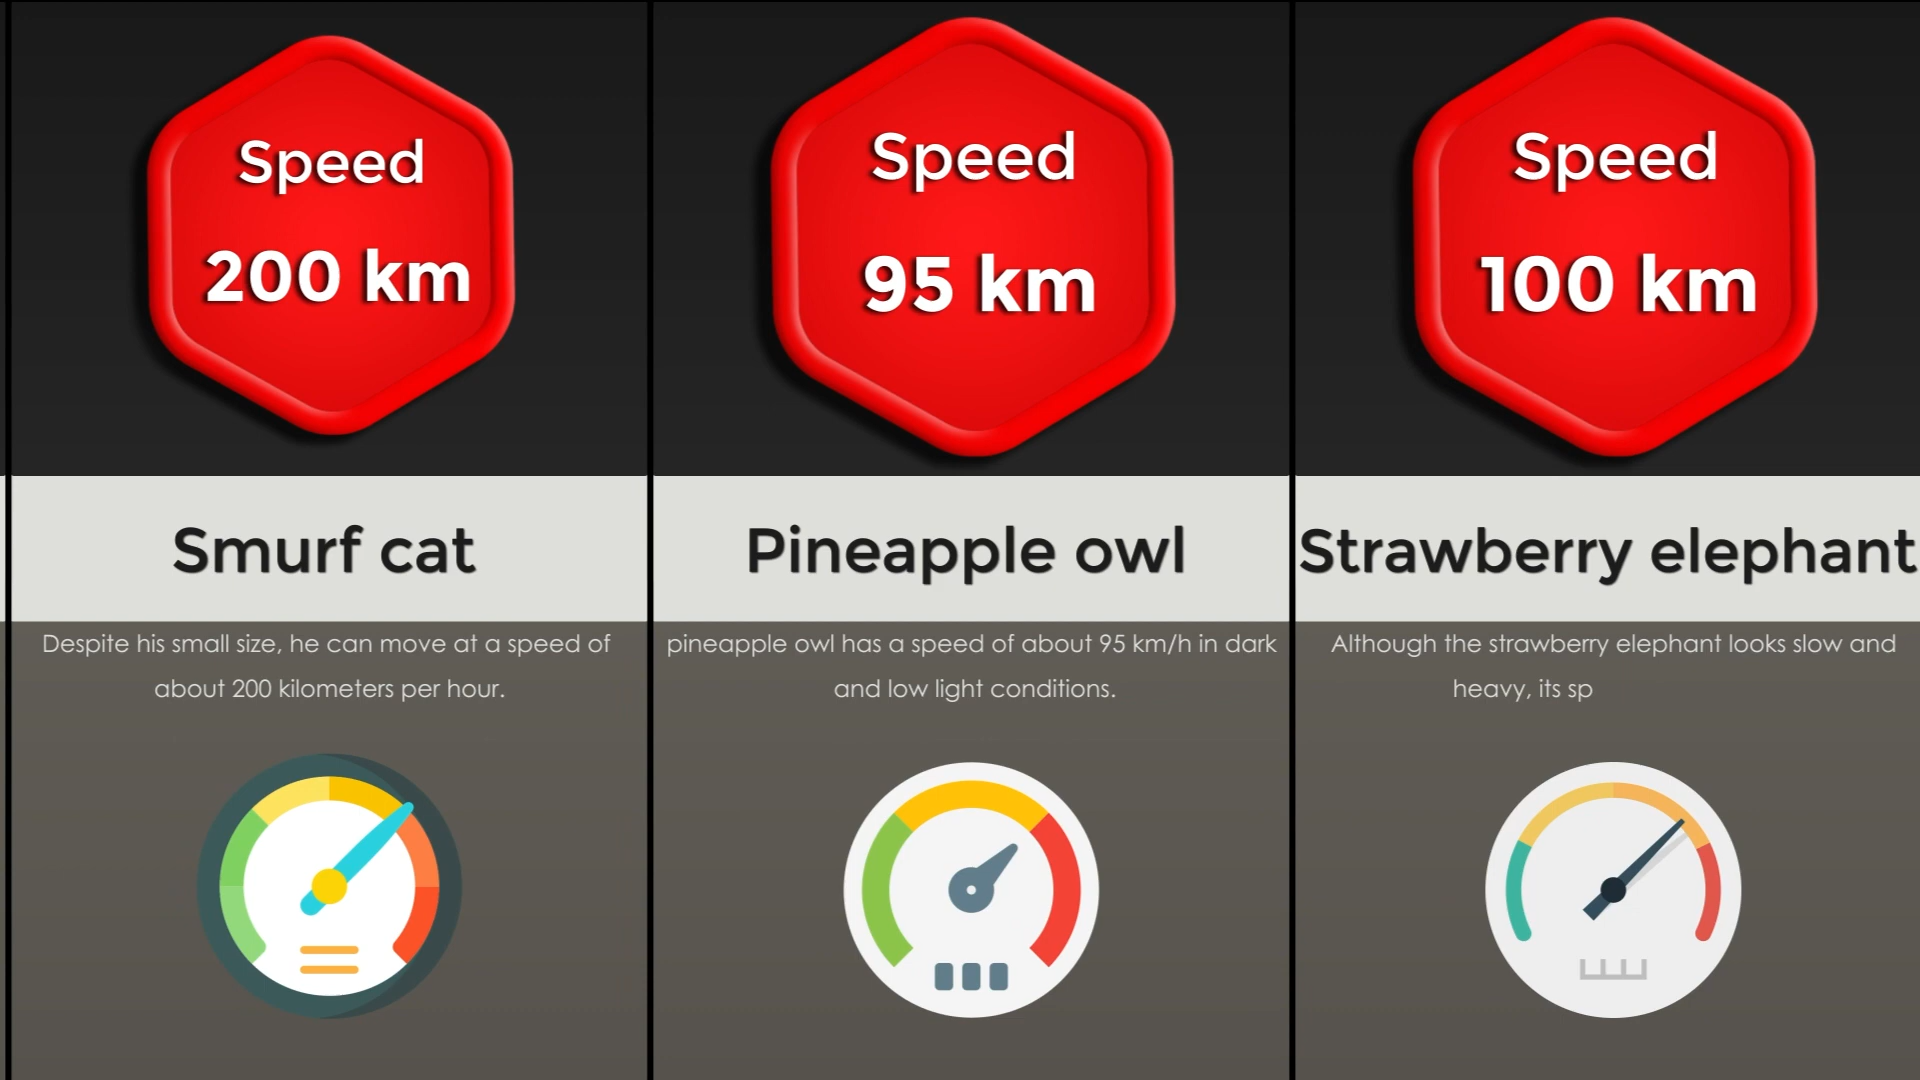 Speed
200 km
Smurf cat
Despite his small size, he can move at a speed of
about 200 kilometers per hour.
Speed
95 km
Pineapple owl
pineapple owl has a speed of about 95 km/h in dark
and low light conditions.
Speed
100 km
Strawberry elephant
Although the strawberry elephant looks slow and
heavy, its sp